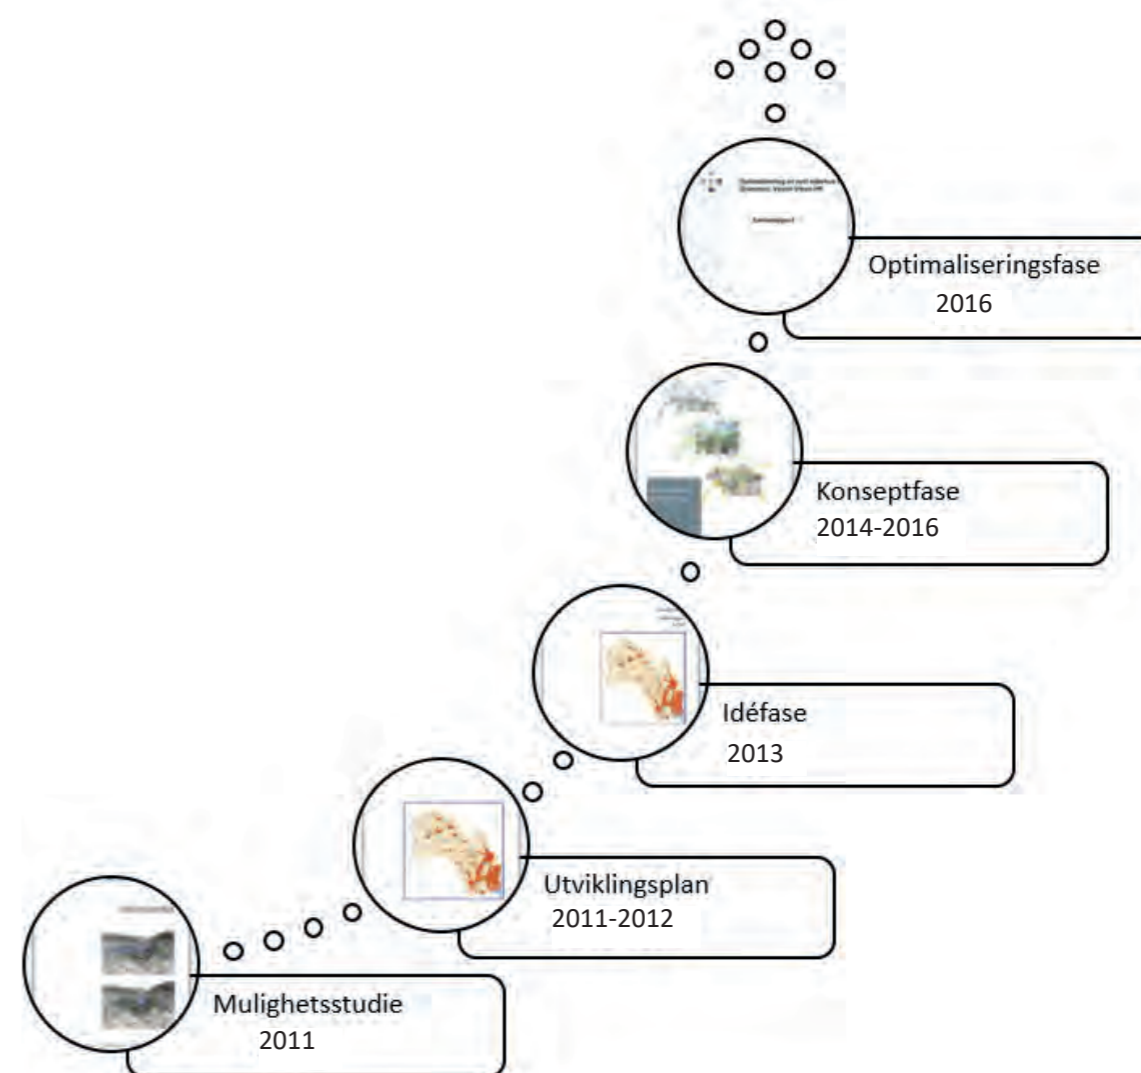 Optimaliseringsfase
2016
Konseptfase
2014-2016
Idéfase
2013
Utviklingsplan
2011-2012
Mulighetsstudie
2011